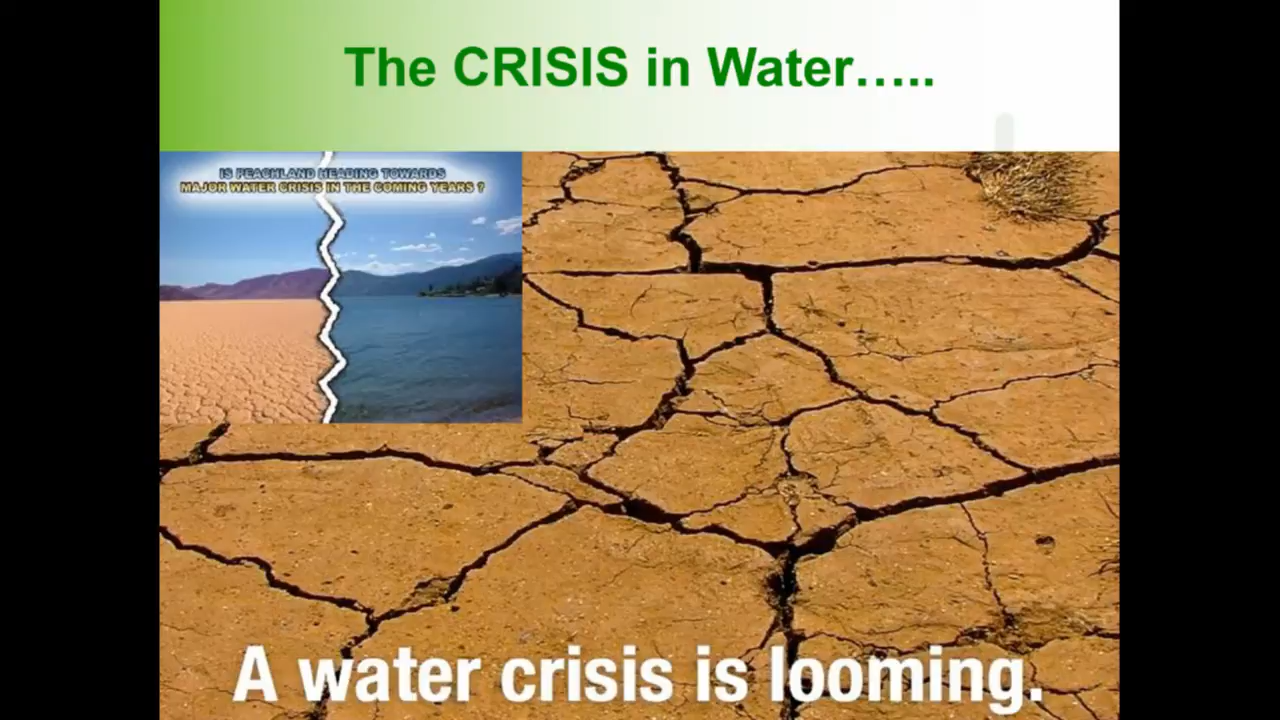 The CRISIS in Water…..
IS PEACHLAND HEADING TOWARDS
MAJOR WATER CRISIS IN THE COMING YEARS ?
A water crisis is looming.